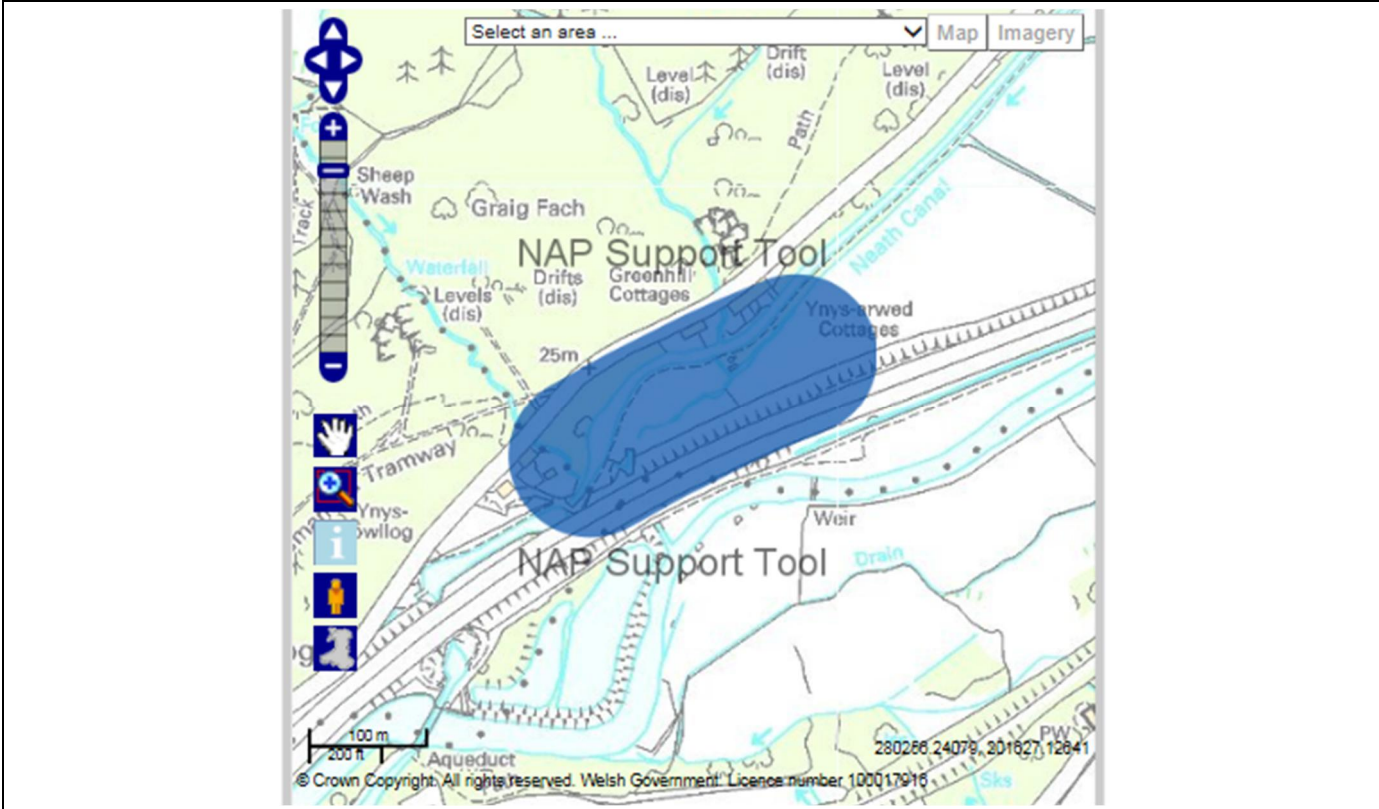 Select an area ...
Map
Imagery
Drift
(dis)
Level
(dis)
Level
(dis)
Path
Sheep
Wash
Track
Graig Fach
Neath Canal
NAP Support Tool
Waterfall
Drifts
(dis)
Greenhill
Cottages
Levels
(dis)
Ynys-arwed
Cottages
25m
Tramway
Ynys-
Weir
NAP Support Tool
Drain
100 m
200 ft
PW
280266.24079, 201627.12641
Aqueduct
© Crown Copyright. All rights reserved. Welsh Government. Licence number 100017916
Sks